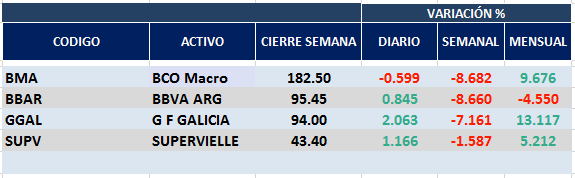 VARIACIÓN %
CODIGO ACTIVO CIERRE SEMANA DIARIO SEMANAL MENSUAL
BMA BCO Macro 182.50 -0.599 -8.682 9.676
BBAR BBVA ARG 95.45 0.845 -8.660 -4.550
GGAL G F GALICIA 94.00 2.063 -7.161 13.117
SUPV SUPERVIELLE 43.40 1.166 -1.587 5.212